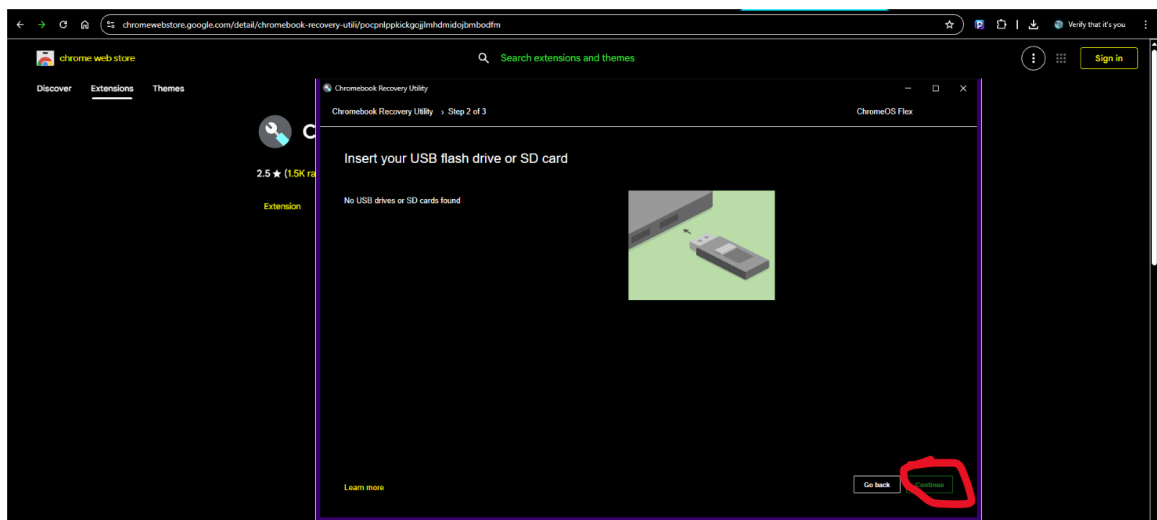 chromewebstore.google.com/detail/chromebook-recovery-utili/pocpnlppkickgojjlmhdmidojbmbodfm
Verify that it's you
chrome web store
Search extensions and themes
Sign in
Discover Extensions Themes
Chromebook Recovery Utility
Chromebook Recovery Utility › Step 2 of 3 ChromeOS Flex
C
Insert your USB flash drive or SD card
2.5 ★ (1.5K ra
No USB drives or SD cards found
Extension
Learn more
Go back Continue